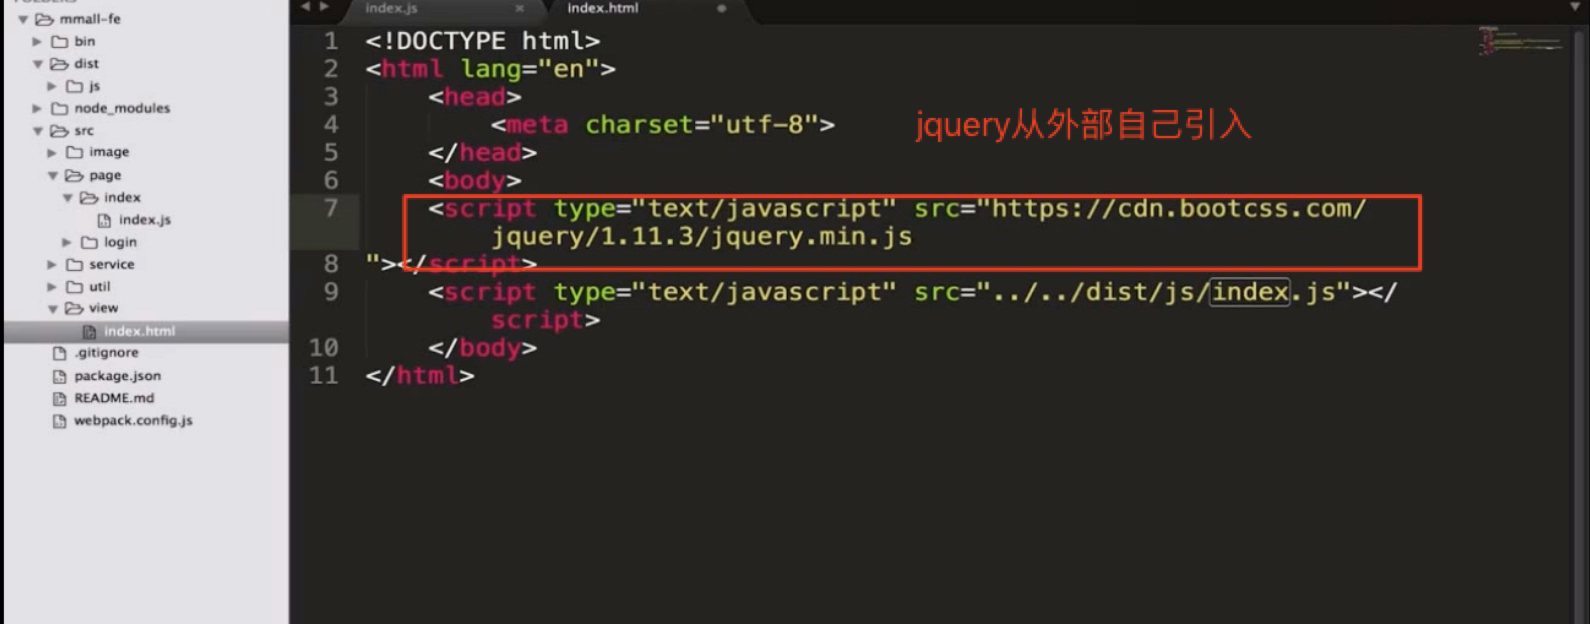 FOLDERS
mmall-fe
bin
dist
js
node_modules
src
image
page
index
index.js
login
service
util
view
index.html
.gitignore
package.json
README.md
webpack.config.js
index.js ×
index.html
1 <!DOCTYPE html>
2 <html lang="en">
3 <head>
4 <meta charset="utf-8">
jquery从外部自己引入
5 </head>
6 <body>
7 <script type="text/javascript" src="https://cdn.bootcss.com/
jquery/1.11.3/jquery.min.js
8 "></script>
9 <script type="text/javascript" src="../../dist/js/index.js"></
script>
10 </body>
11 </html>